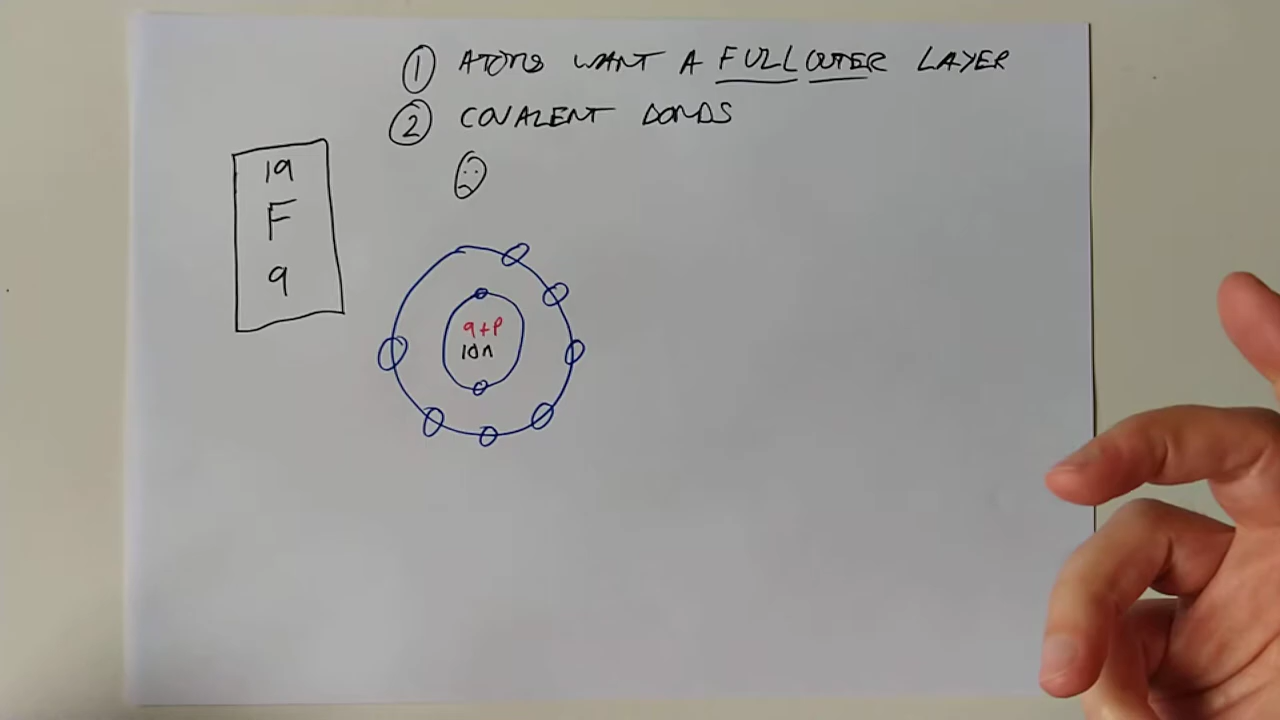 ① ATOMS WANT A FULL OUTER LAYER
② COVALENT BONDS
19
F
9
9+P
10n